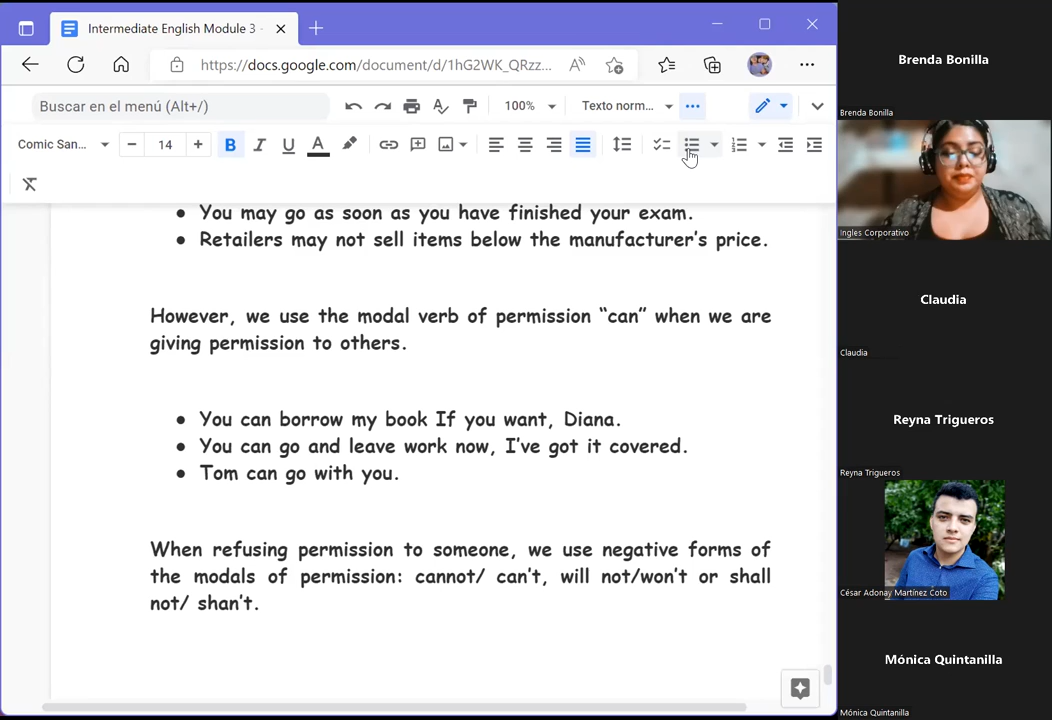 Intermediate English Module 3 -
https://docs.google.com/document/d/1hG2WK_QRzz...
Buscar en el menú (Alt+/)
100%
Texto norm...
Comic San...
14
You may go as soon as you have finished your exam.
Retailers may not sell items below the manufacturer's price.
However, we use the modal verb of permission “can” when we are
giving permission to others.
You can borrow my book If you want, Diana.
You can go and leave work now, I've got it covered.
Tom can go with you.
When refusing permission to someone, we use negative forms of
the modals of permission: cannot/ can't, will not/won't or shall
not/ shan't.
Brenda Bonilla
Brenda Bonilla
Ingles Corporativo
Claudia
Claudia
Reyna Trigueros
Reyna Trigueros
César Adonay Martínez Coto
Mónica Quintanilla
Mónica Quintanilla